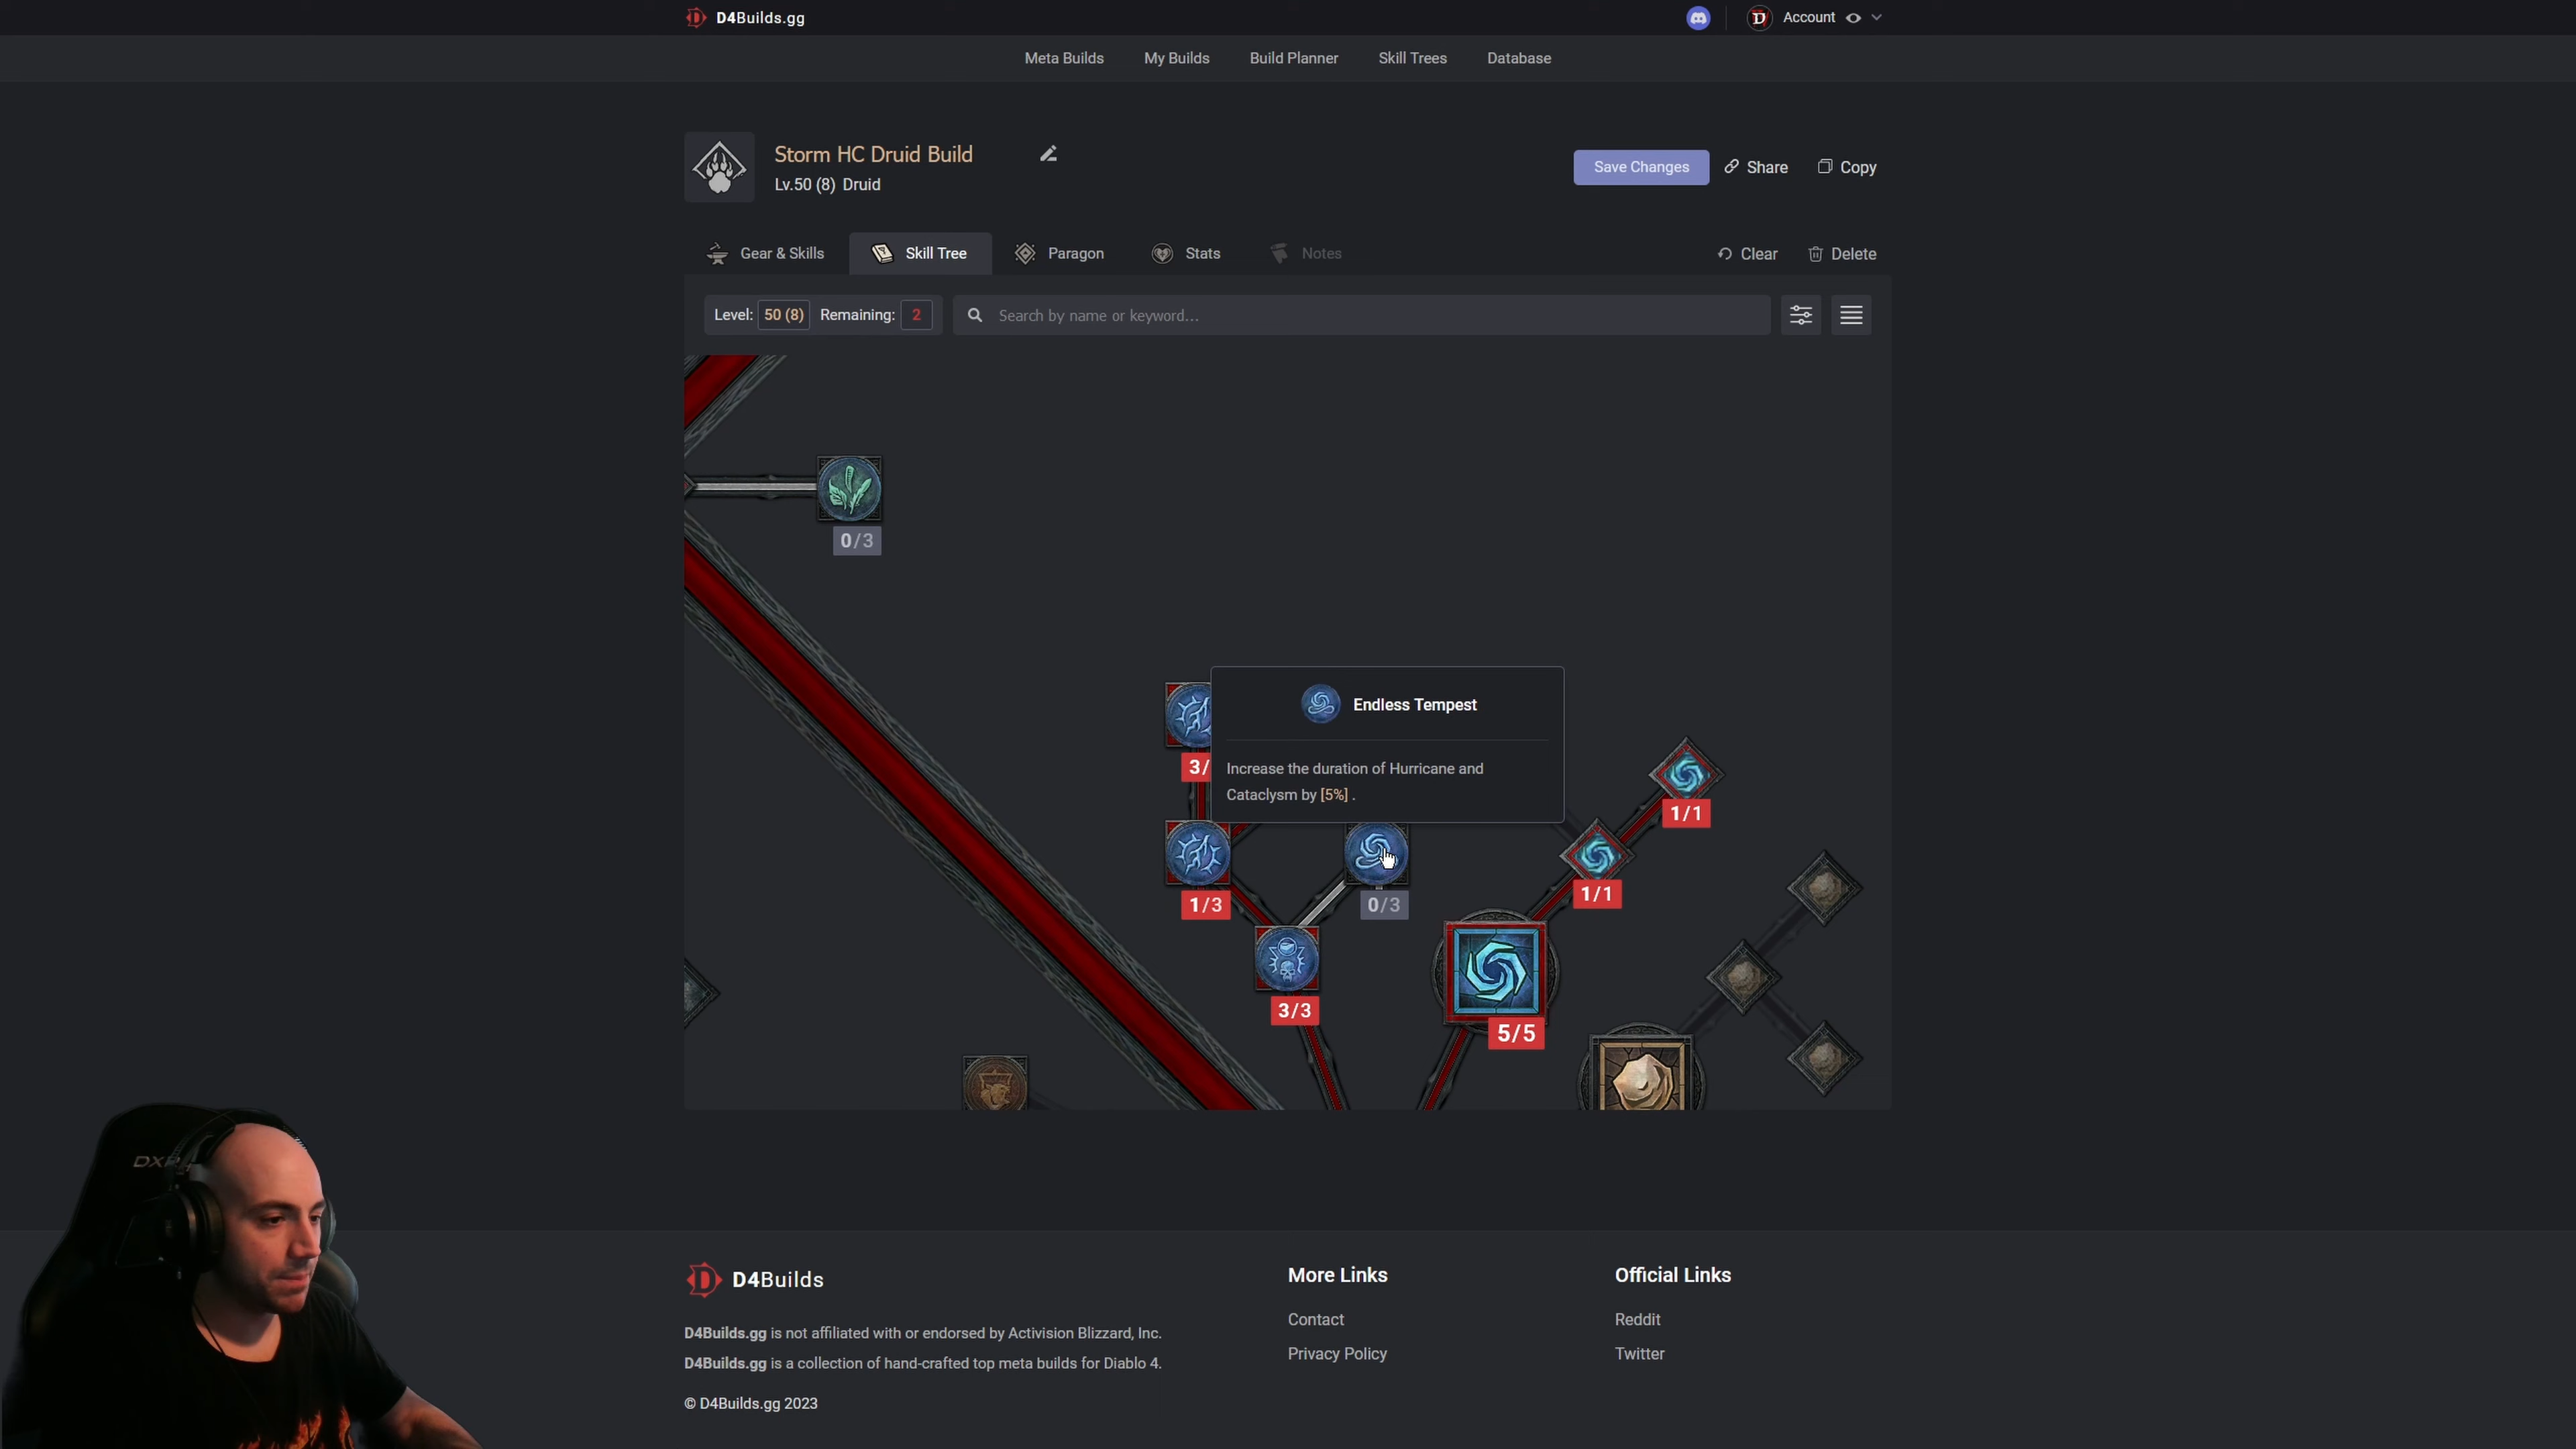 D4Builds.gg
Account
Meta Builds My Builds Build Planner Skill Trees Database
Storm HC Druid Build
Lv.50 (8) Druid
Save Changes Share Copy
Gear & Skills Skill Tree Paragon Stats Notes Clear Delete
Level: 50 (8) Remaining: 2 Search by name or keyword...
0/3
Endless Tempest
Increase the duration of Hurricane and
Cataclysm by [5%] .
3/
1/1
1/1
1/3
0/3
3/3
5/5
D4Builds
D4Builds.gg is not affiliated with or endorsed by Activision Blizzard, Inc.
D4Builds.gg is a collection of hand-crafted top meta builds for Diablo 4.
© D4Builds.gg 2023
More Links
Contact
Privacy Policy
Official Links
Reddit
Twitter